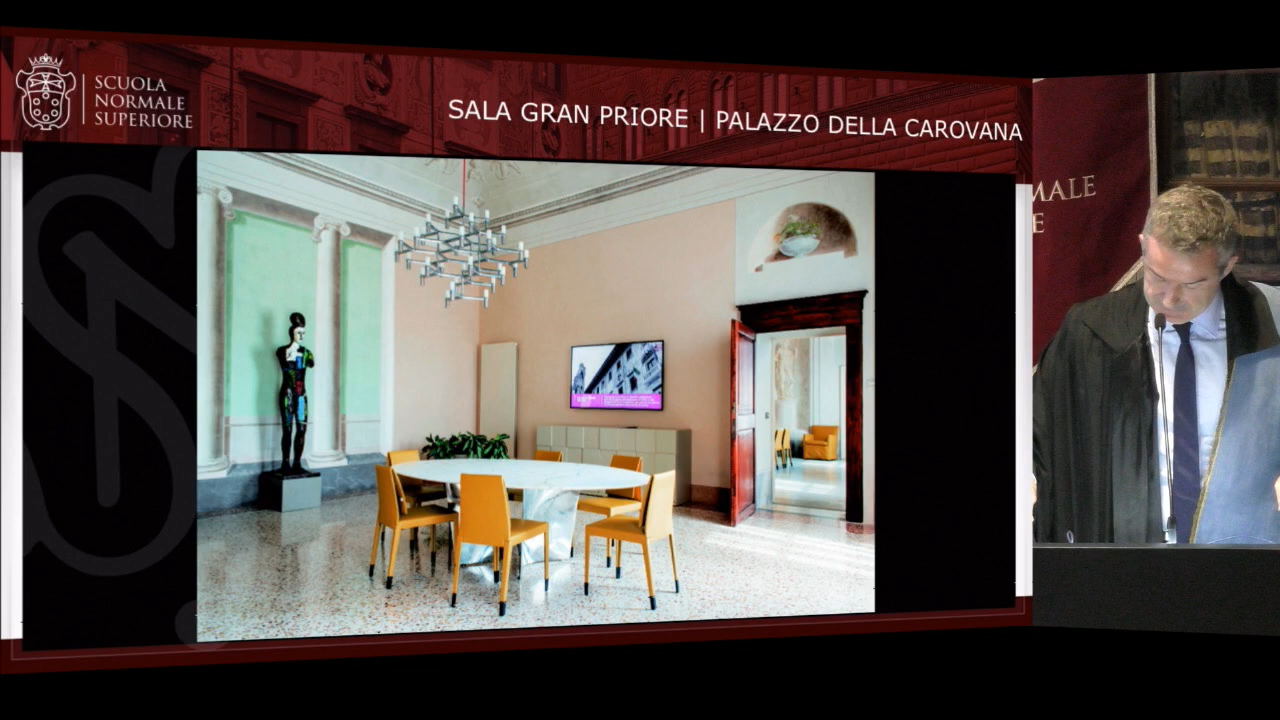 SCUOLA
NORMALE
SUPERIORE
SALA GRAN PRIORE | PALAZZO DELLA CAROVANA
MALE
E